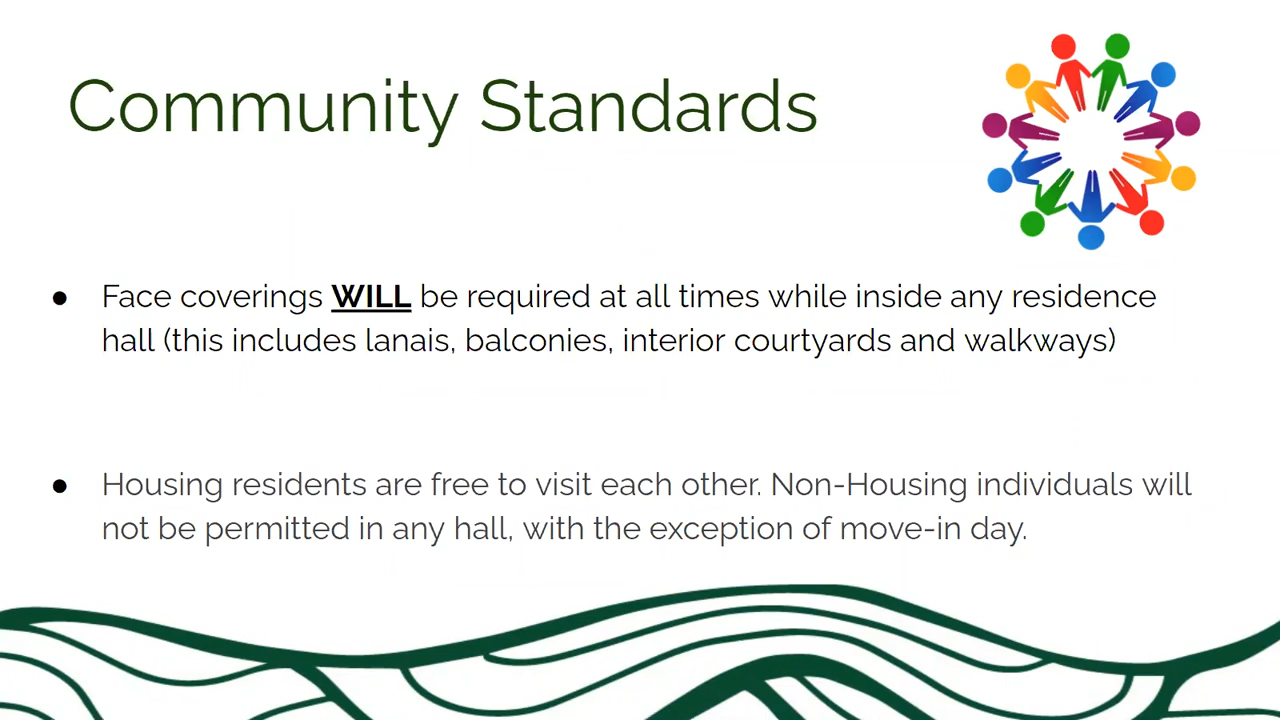 Community Standards
● Face coverings WILL be required at all times while inside any residence
hall (this includes lanais, balconies, interior courtyards and walkways)
● Housing residents are free to visit each other. Non-Housing individuals will
not be permitted in any hall, with the exception of move-in day.